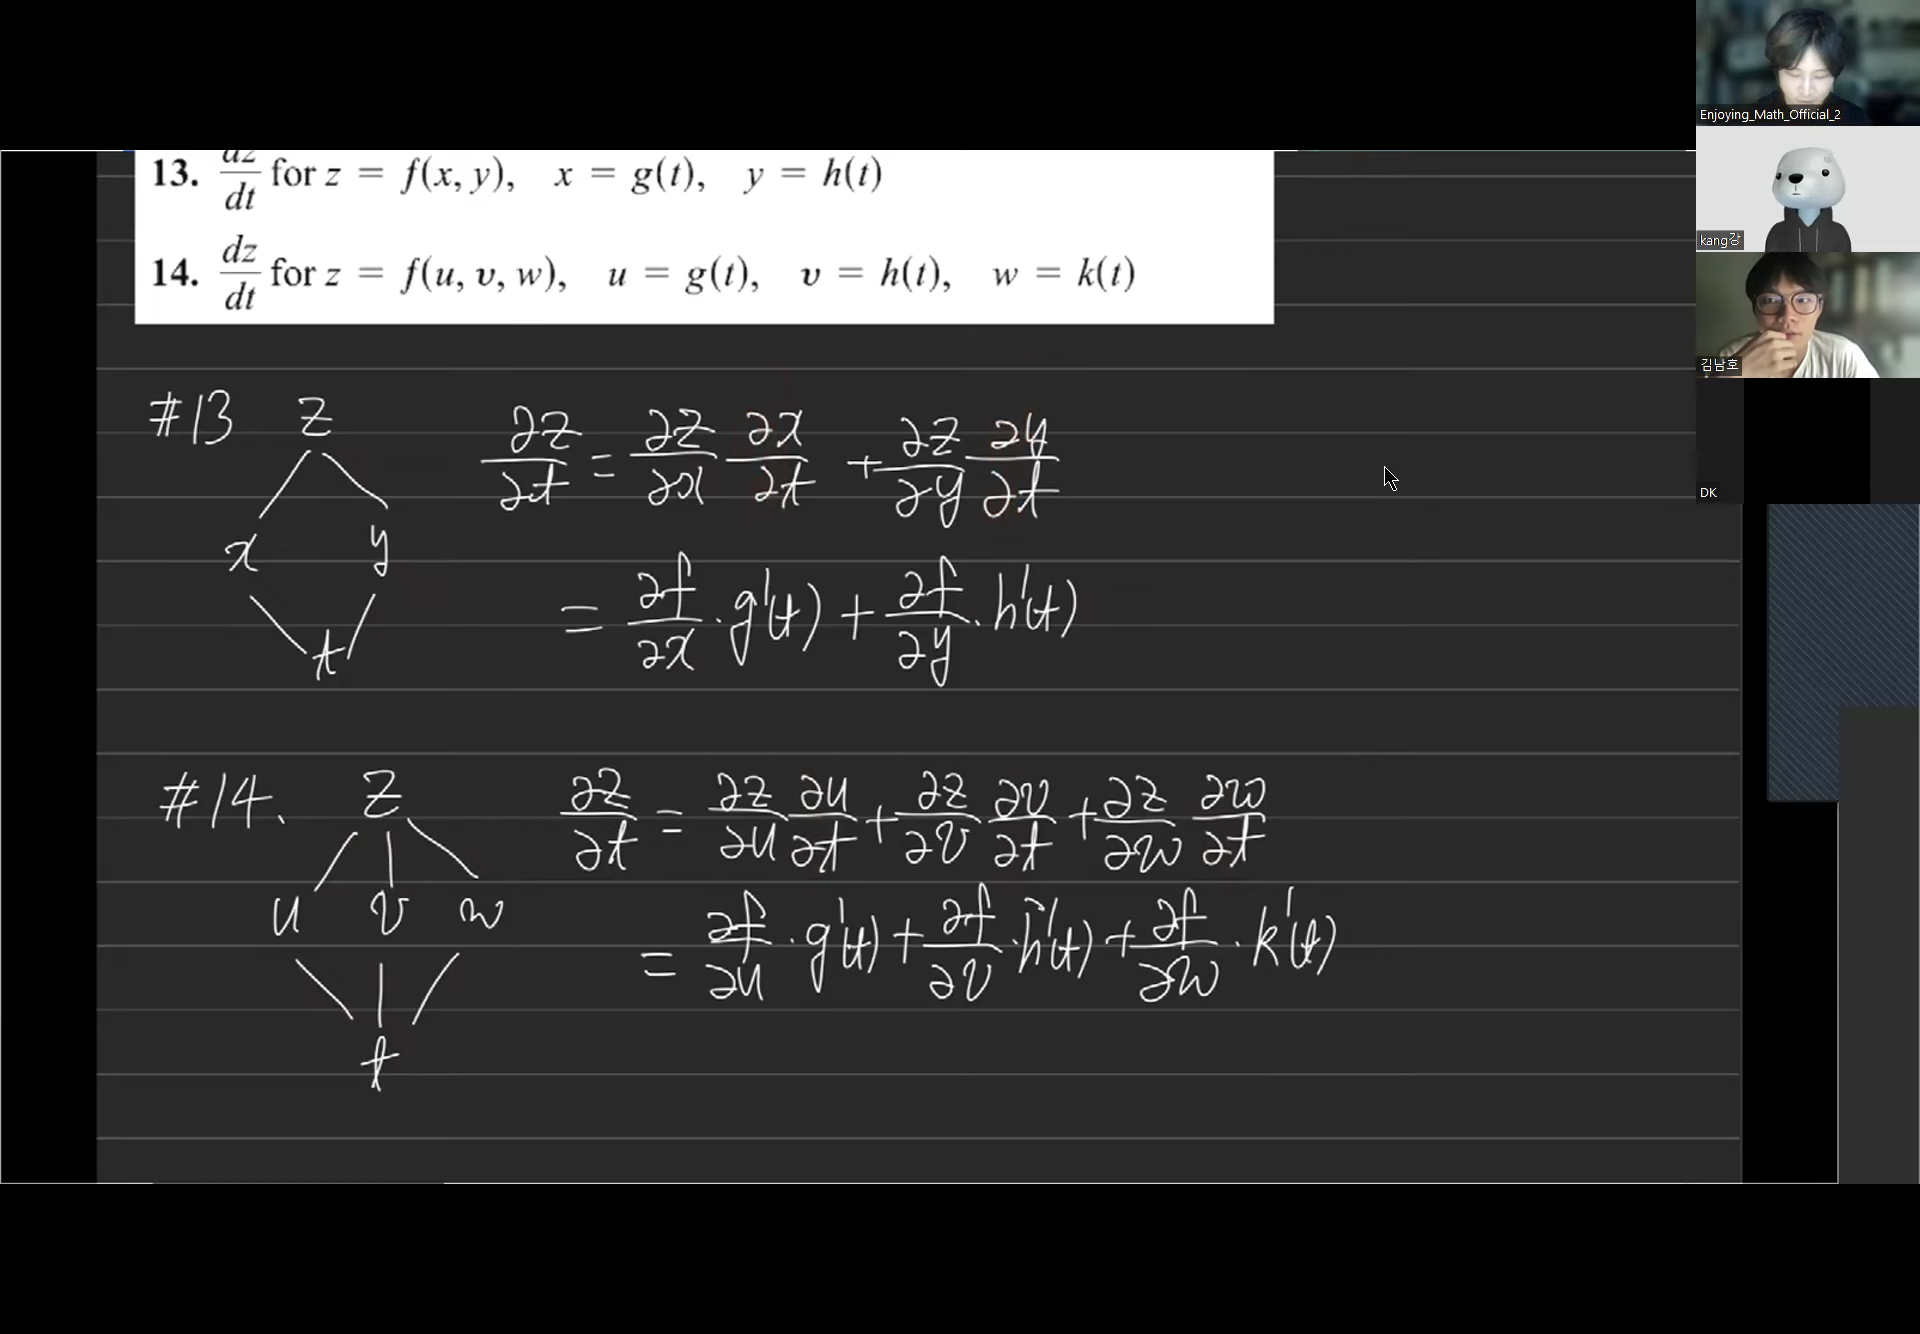 13. dz/dt for z = f(x, y), x = g(t), y = h(t)
14. dz/dt for z = f(u, v, w), u = g(t), v = h(t), w = k(t)
#13 z
x y
t
∂z/∂t = ∂z/∂x ∂x/∂t + ∂z/∂y ∂y/∂t
= ∂f/∂x · g'(t) + ∂f/∂y · h'(t)
#14. z
u v w
t
∂z/∂t = ∂z/∂u ∂u/∂t + ∂z/∂v ∂v/∂t + ∂z/∂w ∂w/∂t
= ∂f/∂u · g'(t) + ∂f/∂v · h'(t) + ∂f/∂w · k'(t)
Enjoying_Math_Official_2
kang강
김남호
DK